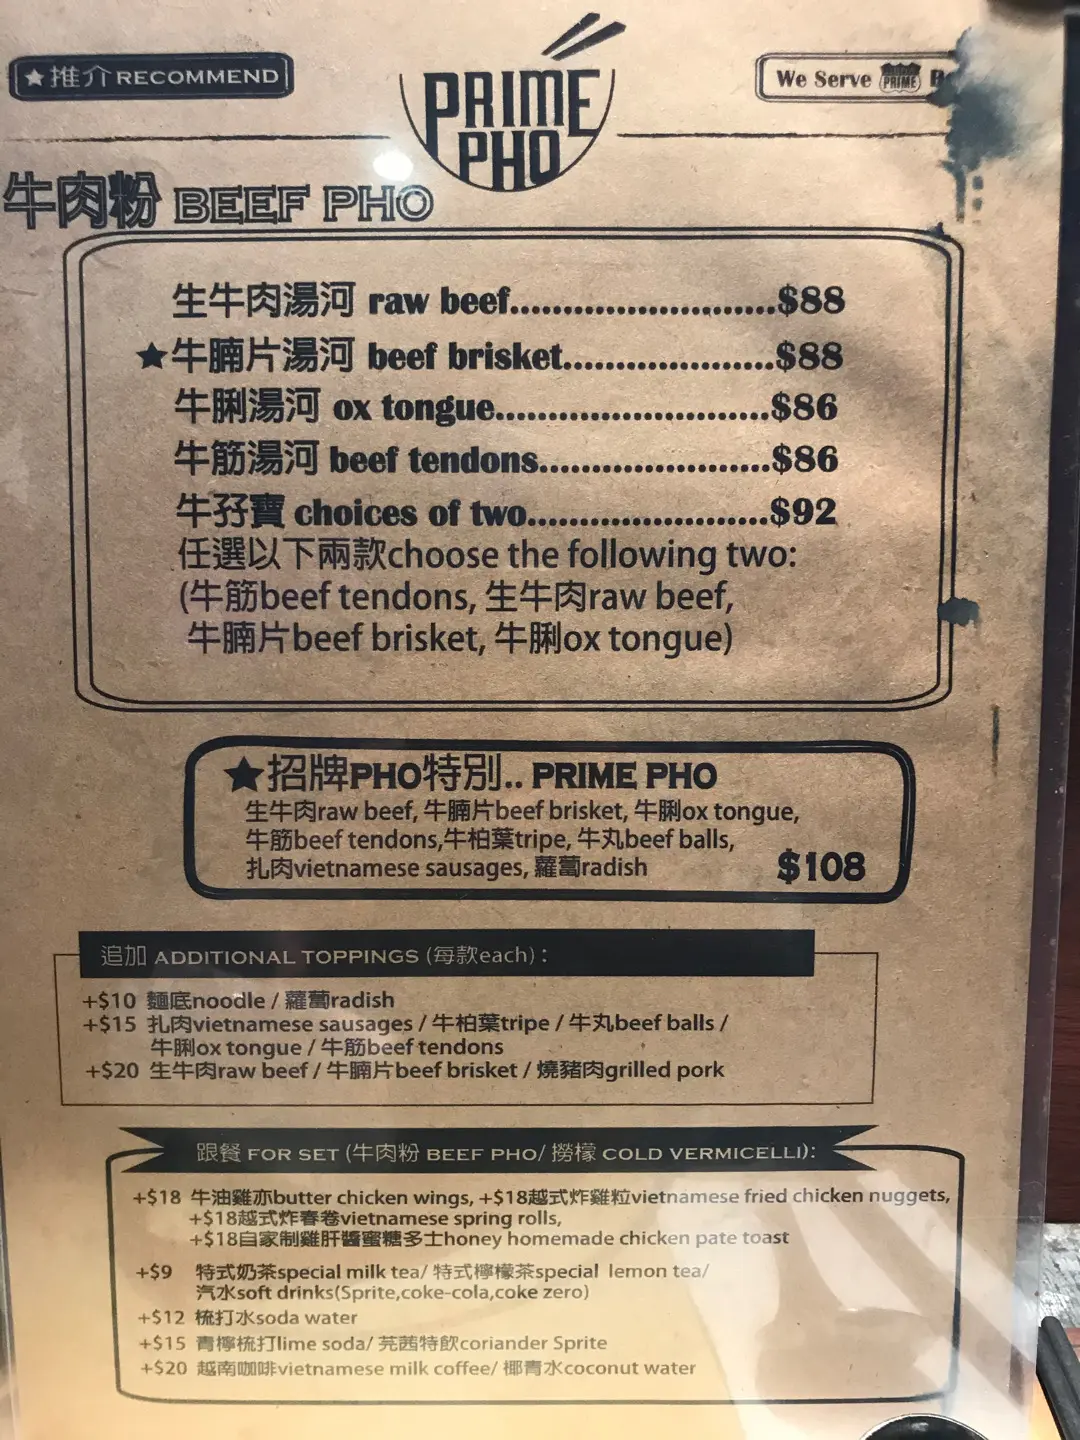 ★推介 RECOMMEND
PRIME
PHO
We Serve PRIME
牛肉粉 BEEF PHO
生牛肉湯河 raw beef..........................$88
★牛腩片湯河 beef brisket....................$88
牛脷湯河 ox tongue..........................$86
牛筋湯河 beef tendons......................$86
牛孖寶 choices of two.......................$92
任選以下兩款choose the following two:
(牛筋beef tendons, 生牛肉raw beef,
牛腩片beef brisket, 牛脷ox tongue)
★招牌PHO特別.. PRIME PHO
生牛肉raw beef, 牛腩片beef brisket, 牛脷ox tongue,
牛筋beef tendons,牛柏葉tripe, 牛丸beef balls,
扎肉vietnamese sausages, 蘿蔔radish $108
追加 ADDITIONAL TOPPINGS (每款each) :
+$10 麵底noodle / 蘿蔔radish
+$15 扎肉vietnamese sausages / 牛柏葉tripe / 牛丸beef balls /
牛脷ox tongue / 牛筋beef tendons
+$20 生牛肉raw beef / 牛腩片beef brisket / 燒豬肉grilled pork
跟餐 FOR SET (牛肉粉 BEEF PHO/ 撈檬 COLD VERMICELLI):
+$18 牛油雞亦butter chicken wings, +$18越式炸雞粒vietnamese fried chicken nuggets,
+$18越式炸春卷vietnamese spring rolls,
+$18自家制雞肝醬蜜糖多士honey homemade chicken pate toast
+$9 特式奶茶special milk tea/ 特式檸檬茶special lemon tea/
汽水soft drinks(Sprite,coke-cola,coke zero)
+$12 梳打水soda water
+$15 青檸梳打lime soda/ 芫茜特飲coriander Sprite
+$20 越南咖啡vietnamese milk coffee/ 椰青水coconut water